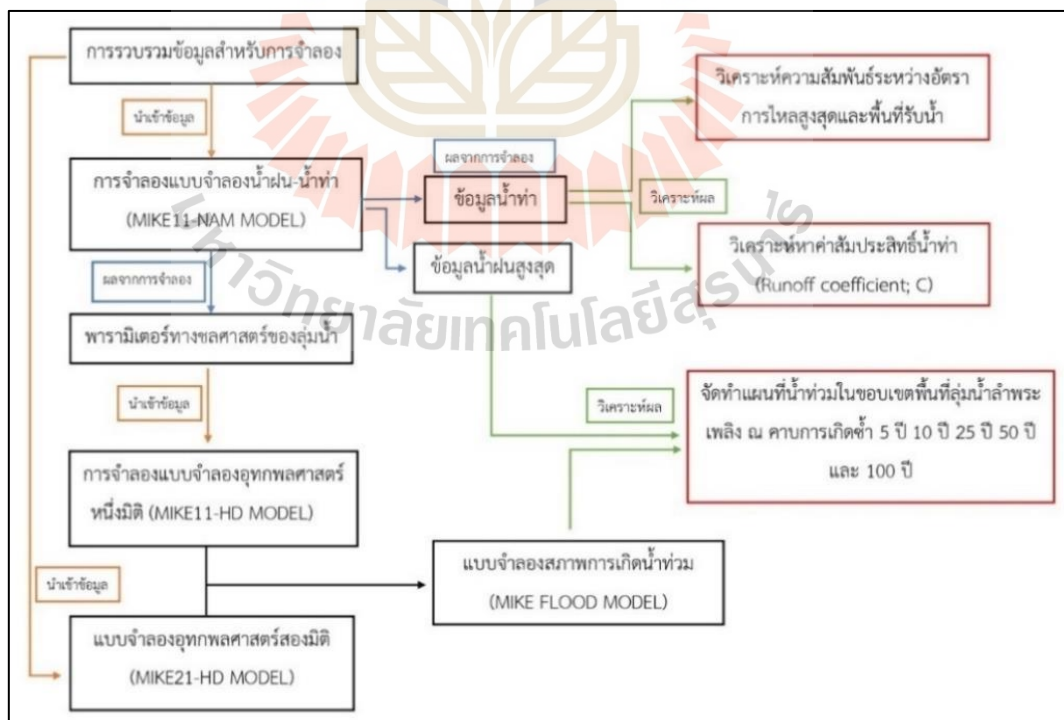 การรวบรวมข้อมูลสำหรับการจำลอง
นำเข้าข้อมูล
การจำลองแบบจำลองน้ำฝน-น้ำท่า
(MIKE11-NAM MODEL)
ผลจากการจำลอง
พารามิเตอร์ทางชลศาสตร์ของลุ่มน้ำ
นำเข้าข้อมูล
การจำลองแบบจำลองอุทกพลศาสตร์
หนึ่งมิติ (MIKE11-HD MODEL)
นำเข้าข้อมูล
แบบจำลองอุทกพลศาสตร์สองมิติ
(MIKE21-HD MODEL)
ผลจากการจำลอง
ข้อมูลน้ำท่า
ข้อมูลน้ำฝนสูงสุด
แบบจำลองสภาพการเกิดน้ำท่วม
(MIKE FLOOD MODEL)
วิเคราะห์ผล
วิเคราะห์ผล
วิเคราะห์ความสัมพันธ์ระหว่างอัตรา
การไหลสูงสุดและพื้นที่รับน้ำ
วิเคราะห์หาค่าสัมประสิทธิ์น้ำท่า
(Runoff coefficient; C)
จัดทำแผนที่น้ำท่วมในขอบเขตพื้นที่ลุ่มน้ำลำพระ
เพลิง ณ คาบการเกิดซ้ำ 5 ปี 10 ปี 25 ปี 50 ปี
และ 100 ปี
มหาวิทยาลัยเทคโนโลยีสุรนารี